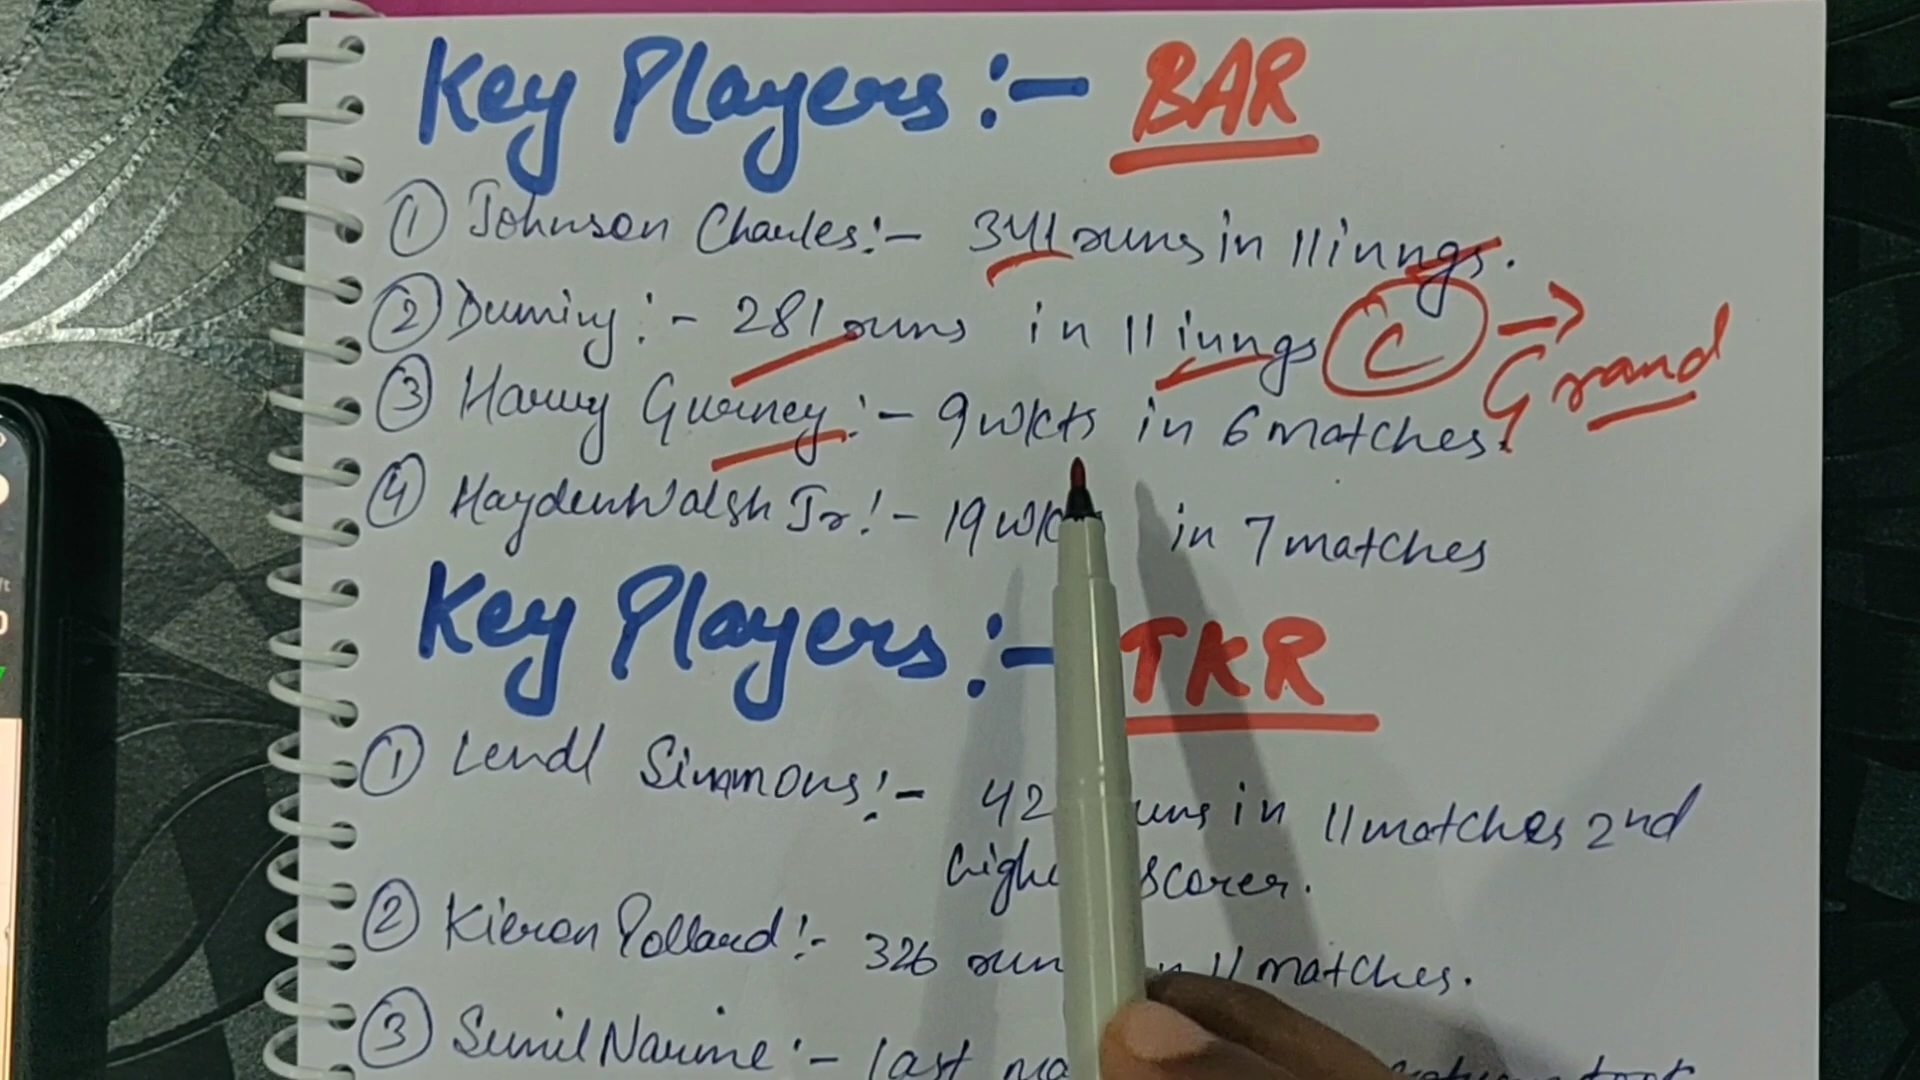 Key Players:- BAR
① Johnson Charles:- 341 runs in 11 inngs.
② Duminy:- 281 runs in 11 inngs Ⓒ → Grand
③ Harry Gurney:- 9 wkts in 6 matches.
④ Hayden Walsh Jr:- 19 wk in 7 matches
Key Players:- TKR
① Lendl Simmons:- 42 uns in 11 matches 2nd
highe scorer.
② Kieron Pollard:- 326 run n 11 matches.
③ Sunil Narine:- last